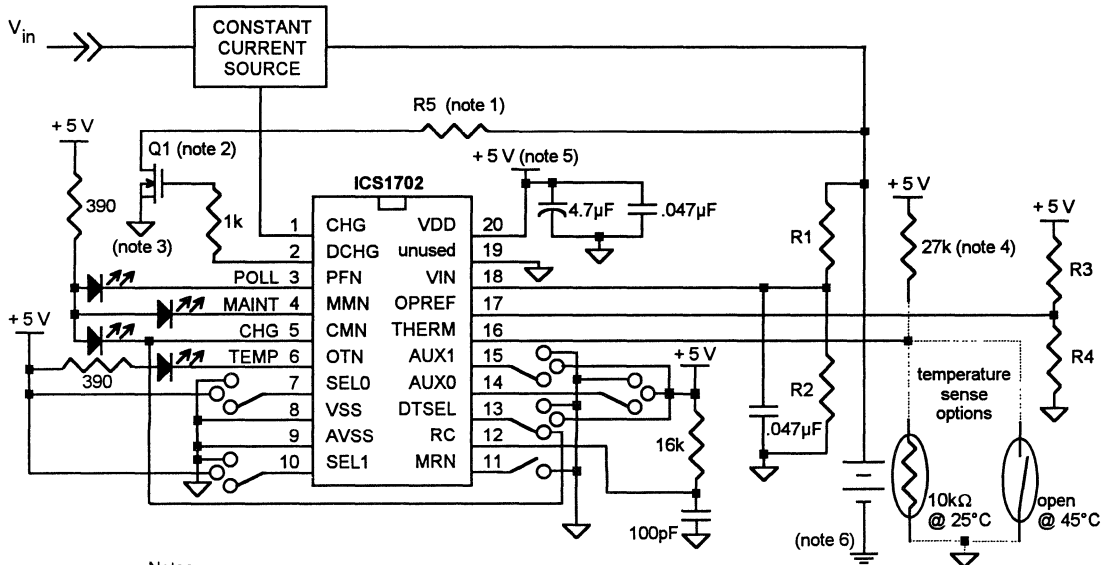 Vin
CONSTANT
CURRENT
SOURCE
R5 (note 1)
+ 5 V
Q1 (note 2)
+ 5 V (note 5)
ICS1702
390
1k
4.7µF
.047µF
+ 5 V
+ 5 V
(note 3)
1 CHG VDD 20
2 DCHG unused 19
POLL 3 PFN VIN 18
MAINT 4 MMN OPREF 17
CHG 5 CMN THERM 16
TEMP 6 OTN AUX1 15
7 SEL0 AUX0 14
8 VSS DTSEL 13
9 AVSS RC 12
10 SEL1 MRN 11
R1
27k (note 4)
R3
+ 5 V
390
+ 5 V
R2
R4
temperature
sense
options
.047µF
16k
100pF
10kΩ
@ 25°C
open
@ 45°C
(note 6)